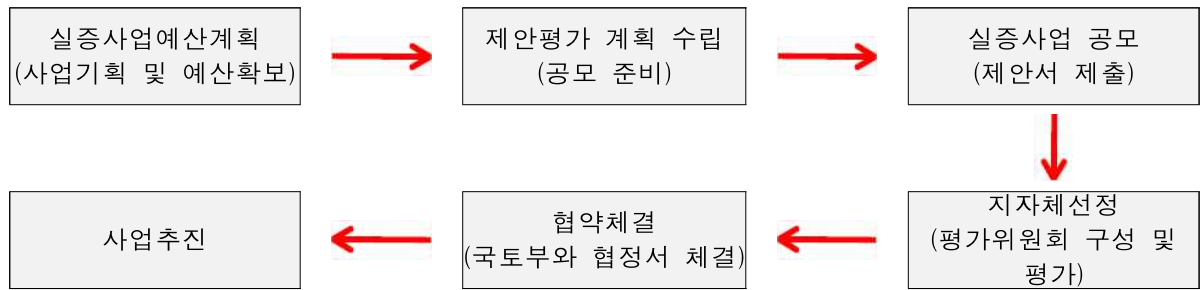 실증사업예산계획
(사업기획 및 예산확보)
제안평가 계획 수립
(공모 준비)
실증사업 공모
(제안서 제출)
지자체선정
(평가위원회 구성 및
평가)
협약체결
(국토부와 협정서 체결)
사업추진